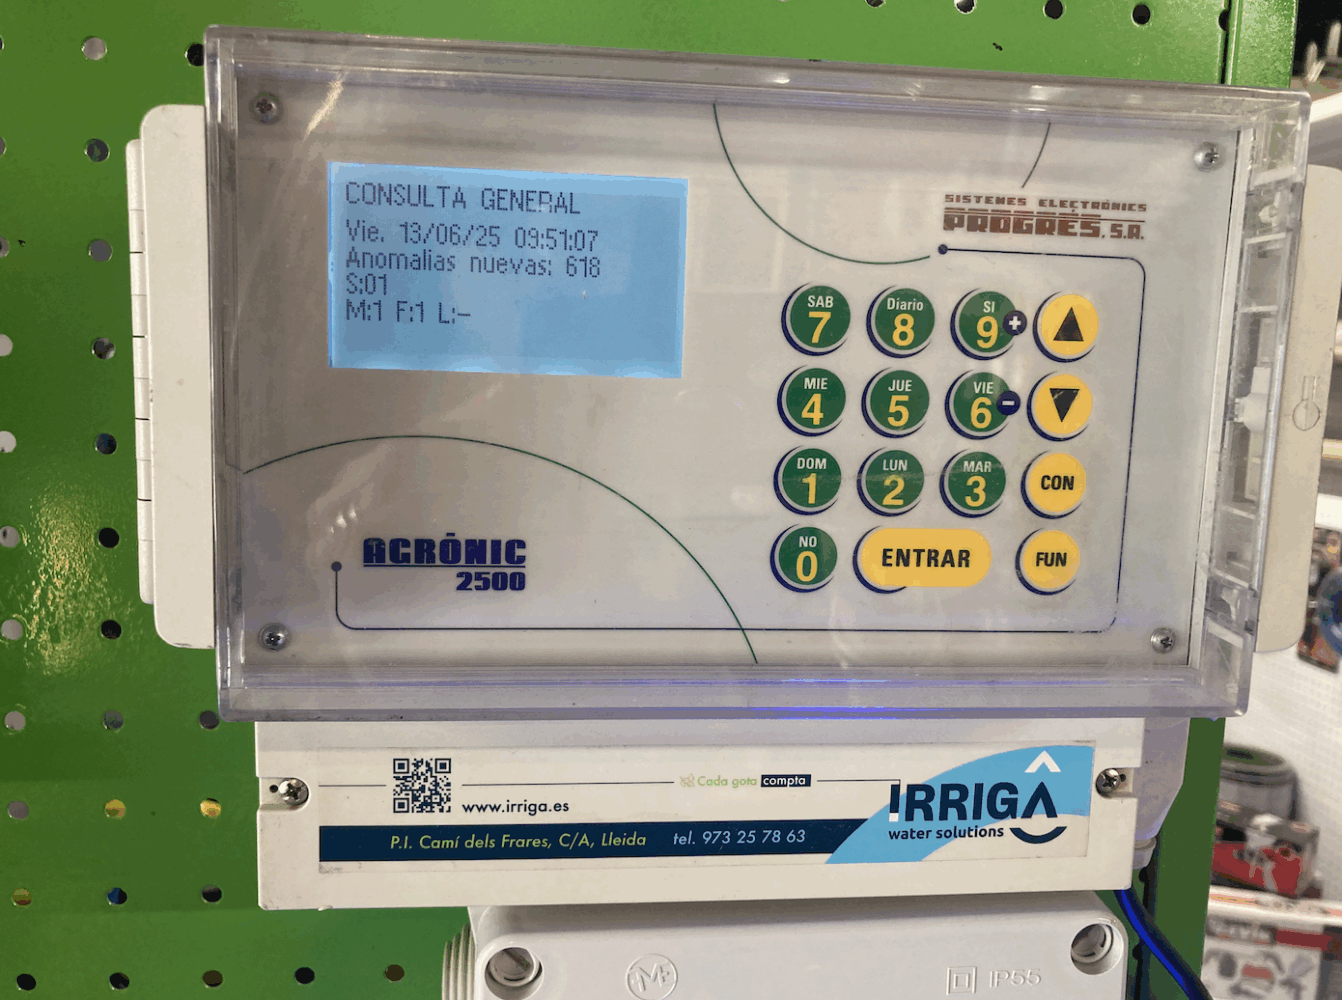 CONSULTA GENERAL
Vie. 13/06/25 09:51:07
Anomalias nuevas: 618
S:01
M:1 F:1 L:-
SISTEMES ELECTRÒNICS
PROGRÉS, S.A.
SAB
7
Diario
8
SI
9
+
MIE
4
JUE
5
VIE
6
-
DOM
1
LUN
2
MAR
3
CON
NO
0
ENTRAR
FUN
AGRÒNIC
2500
Cada gota compta
www.irriga.es
IRRIGA
water solutions
P.I. Camí dels Frares, C/A, Lleida tel. 973 25 78 63
M
IP55